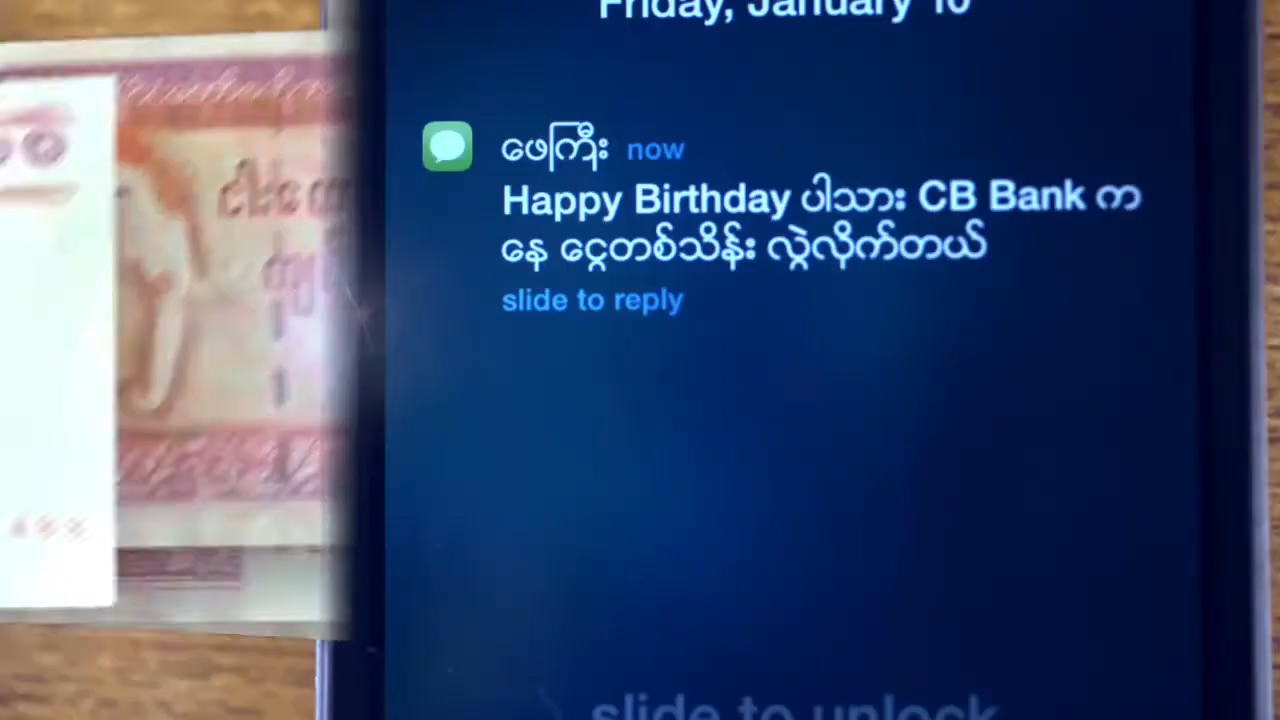 Friday, January 10
ဖေကြီး now
Happy Birthday ပါသား CB Bank က
နေ ငွေတစ်သိန်း လွှဲလိုက်တယ်
slide to reply
slide to unlock